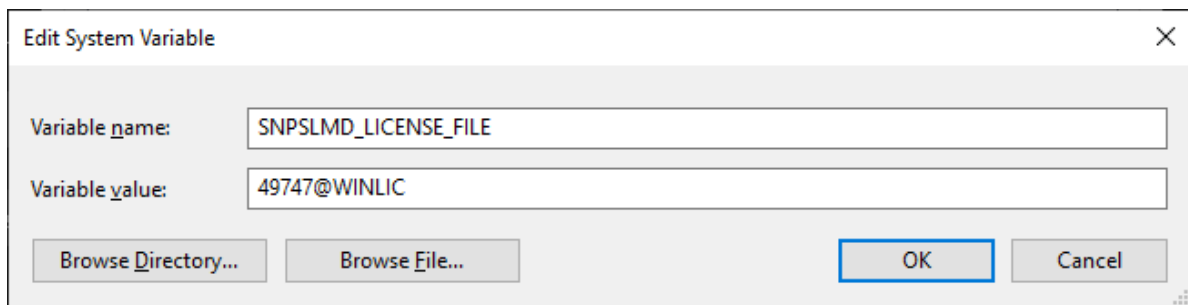 Edit System Variable
Variable name: SNPSLMD_LICENSE_FILE
Variable value: 49747@WINLIC
Browse Directory... Browse File... OK Cancel